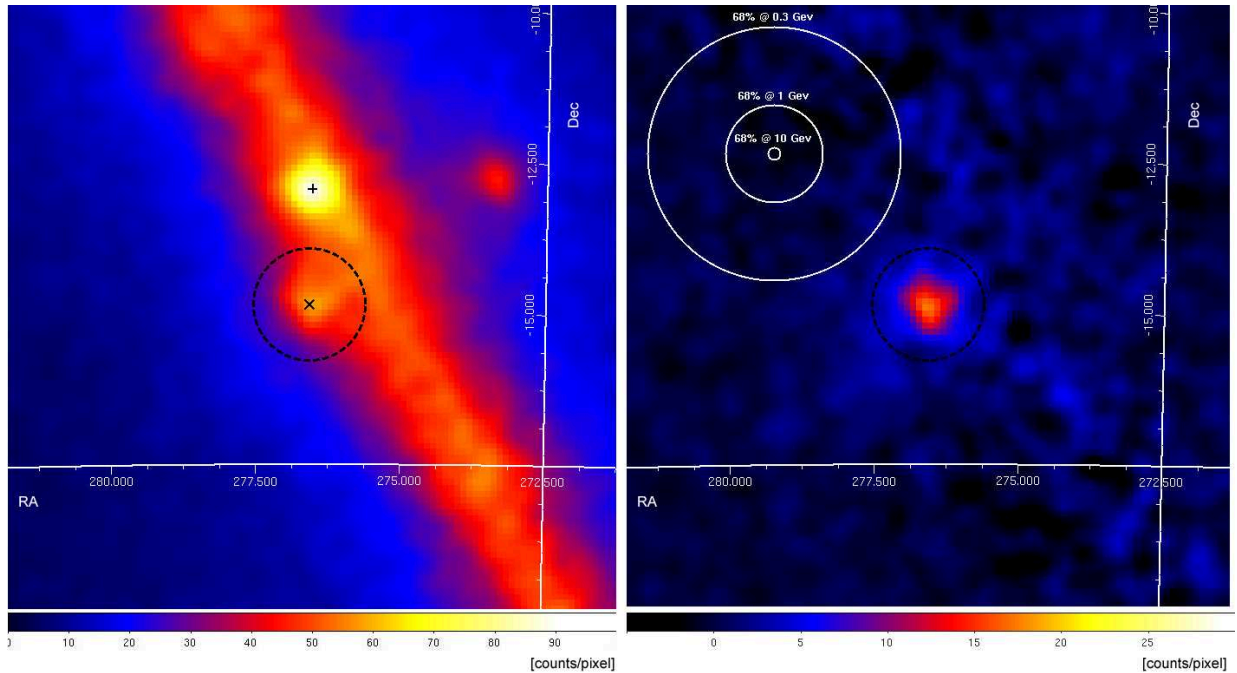 -10.000
Dec
-12.500
-15.000
280.000 277.500 275.000 272.500
RA
0 10 20 30 40 50 60 70 80 90
[counts/pixel]
68% @ 0.3 Gev
68% @ 1 Gev
68% @ 10 Gev
-10.000
Dec
-12.500
-15.000
280.000 277.500 275.000 272.500
RA
0 5 10 15 20 25
[counts/pixel]